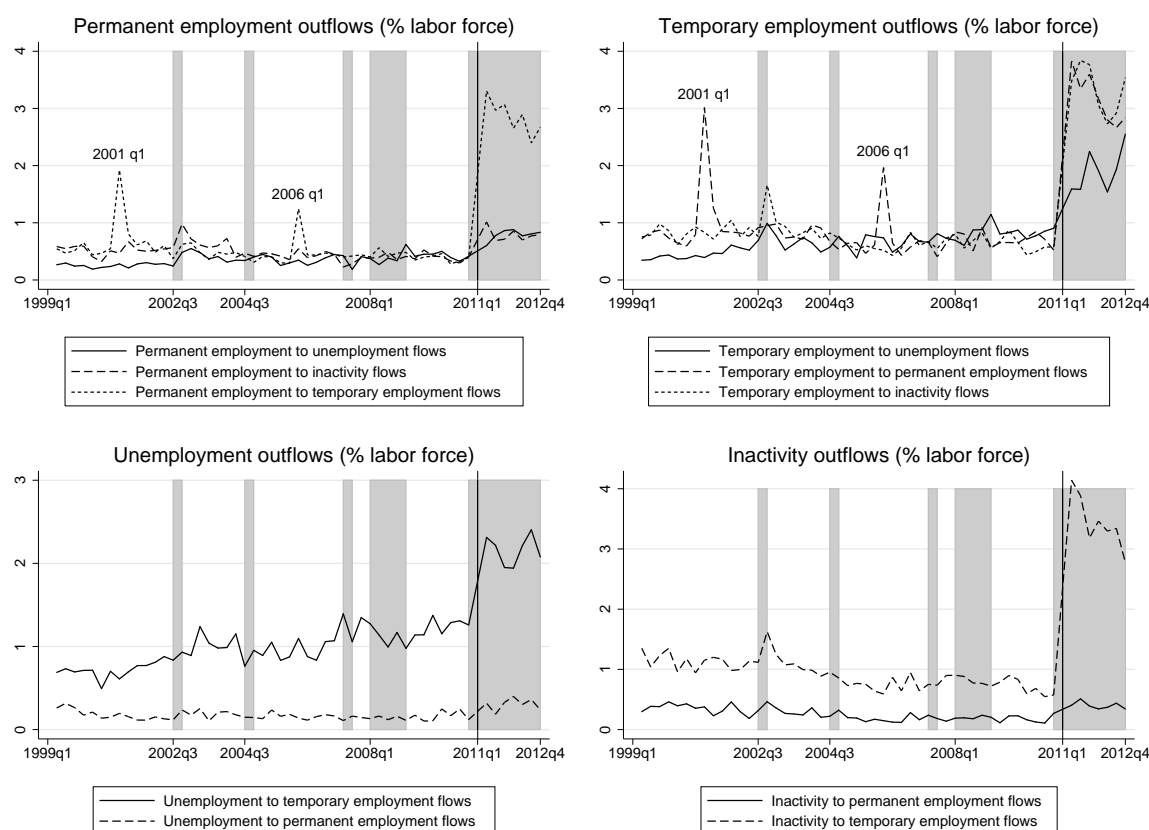 Permanent employment outflows (% labor force)
4
3
2
1
0
2001 q1
2006 q1
1999q1 2002q3 2004q3 2008q1 2011q1 2012q4
Permanent employment to unemployment flows
Permanent employment to inactivity flows
Permanent employment to temporary employment flows
Temporary employment outflows (% labor force)
4
3
2
1
0
2001 q1
2006 q1
1999q1 2002q3 2004q3 2008q1 2011q1 2012q4
Temporary employment to unemployment flows
Temporary employment to permanent employment flows
Temporary employment to inactivity flows
Unemployment outflows (% labor force)
3
2
1
0
1999q1 2002q3 2004q3 2008q1 2011q1 2012q4
Unemployment to temporary employment flows
Unemployment to permanent employment flows
Inactivity outflows (% labor force)
4
3
2
1
0
1999q1 2002q3 2004q3 2008q1 2011q1 2012q4
Inactivity to permanent employment flows
Inactivity to temporary employment flows